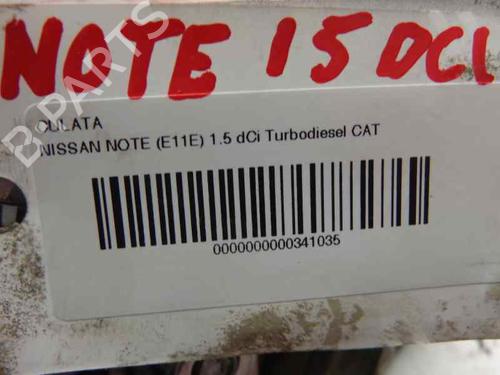 NOTE 15 DCI
B-PARTS
CULATA
NISSAN NOTE (E11E) 1.5 dCi Turbodiesel CAT
0000000000341035